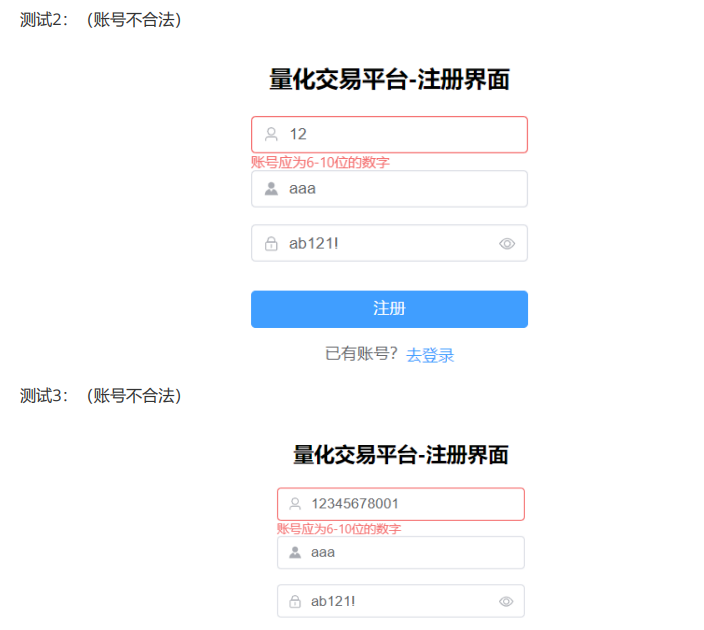 测试2：（账号不合法）
量化交易平台-注册界面
12
账号应为6-10位的数字
aaa
ab121!
注册
已有账号？去登录
测试3：（账号不合法）
量化交易平台-注册界面
12345678001
账号应为6-10位的数字
aaa
ab121!